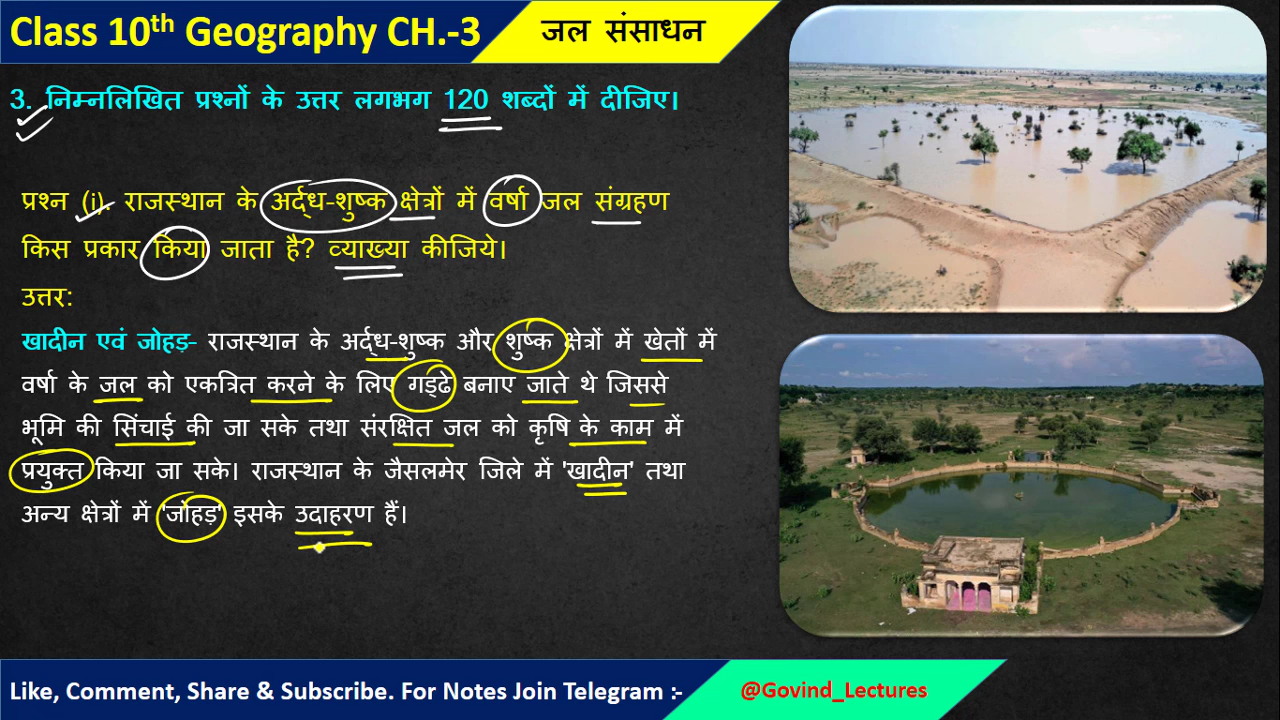 Class 10th Geography CH.-3
जल संसाधन
3. निम्नलिखित प्रश्नों के उत्तर लगभग 120 शब्दों में दीजिए।
प्रश्न (i). राजस्थान के अर्द्ध-शुष्क क्षेत्रों में वर्षा जल संग्रहण
किस प्रकार किया जाता है? व्याख्या कीजिये।
उत्तर:
खादीन एवं जोहड़- राजस्थान के अर्द्ध-शुष्क और शुष्क क्षेत्रों में खेतों में
वर्षा के जल को एकत्रित करने के लिए गड्ढे बनाए जाते थे जिससे
भूमि की सिंचाई की जा सके तथा संरक्षित जल को कृषि के काम में
प्रयुक्त किया जा सके। राजस्थान के जैसलमेर जिले में 'खादीन' तथा
अन्य क्षेत्रों में 'जोहड़' इसके उदाहरण हैं।
Like, Comment, Share & Subscribe. For Notes Join Telegram :-
@Govind_Lectures